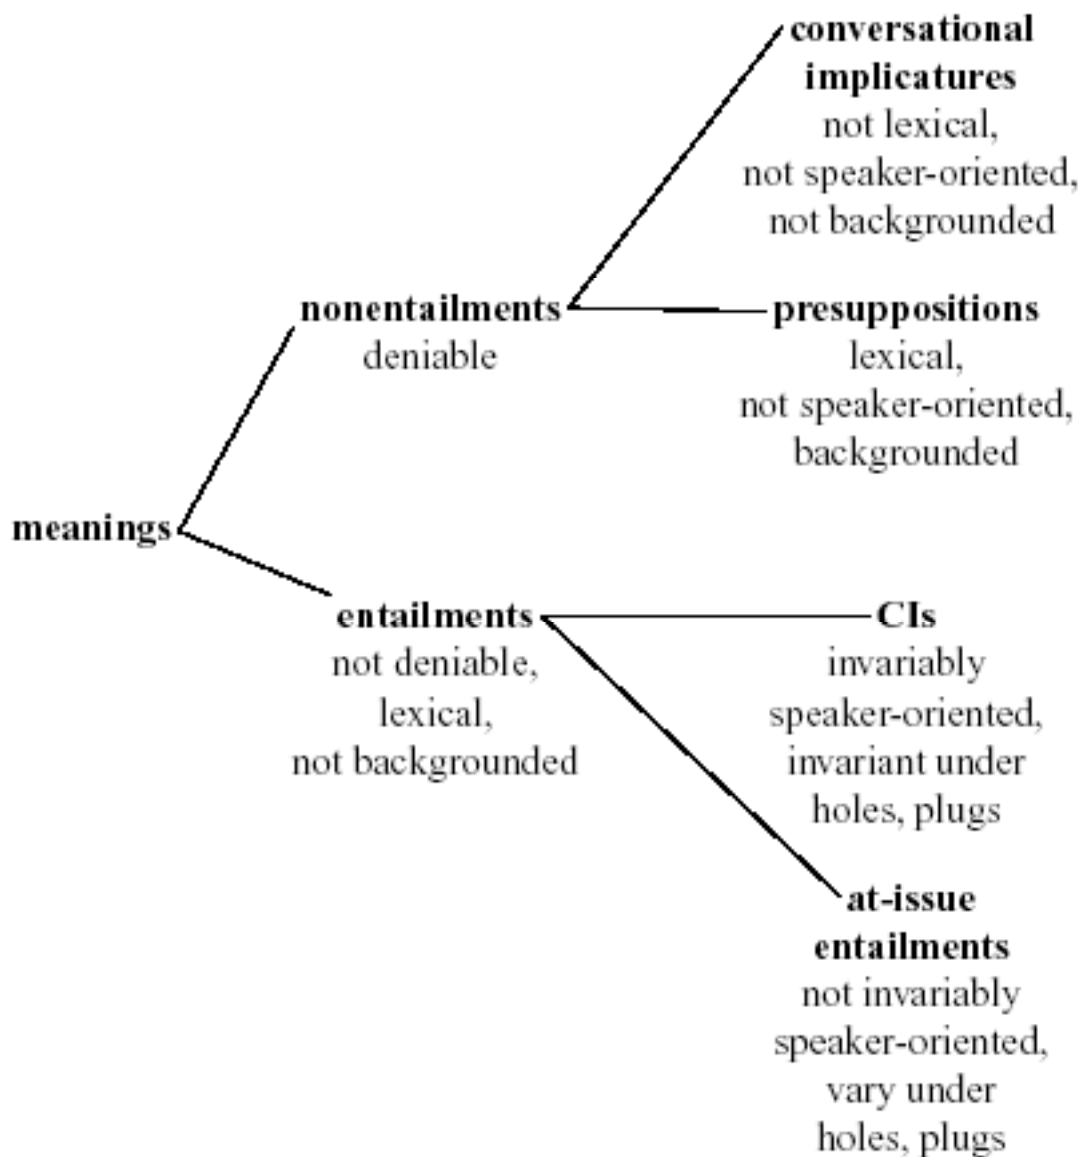 conversational
implicatures
not lexical,
not speaker-oriented,
not backgrounded
nonentailments
deniable
presuppositions
lexical,
not speaker-oriented,
backgrounded
meanings
entailments
not deniable,
lexical,
not backgrounded
CIs
invariably
speaker-oriented,
invariant under
holes, plugs
at-issue
entailments
not invariably
speaker-oriented,
vary under
holes, plugs